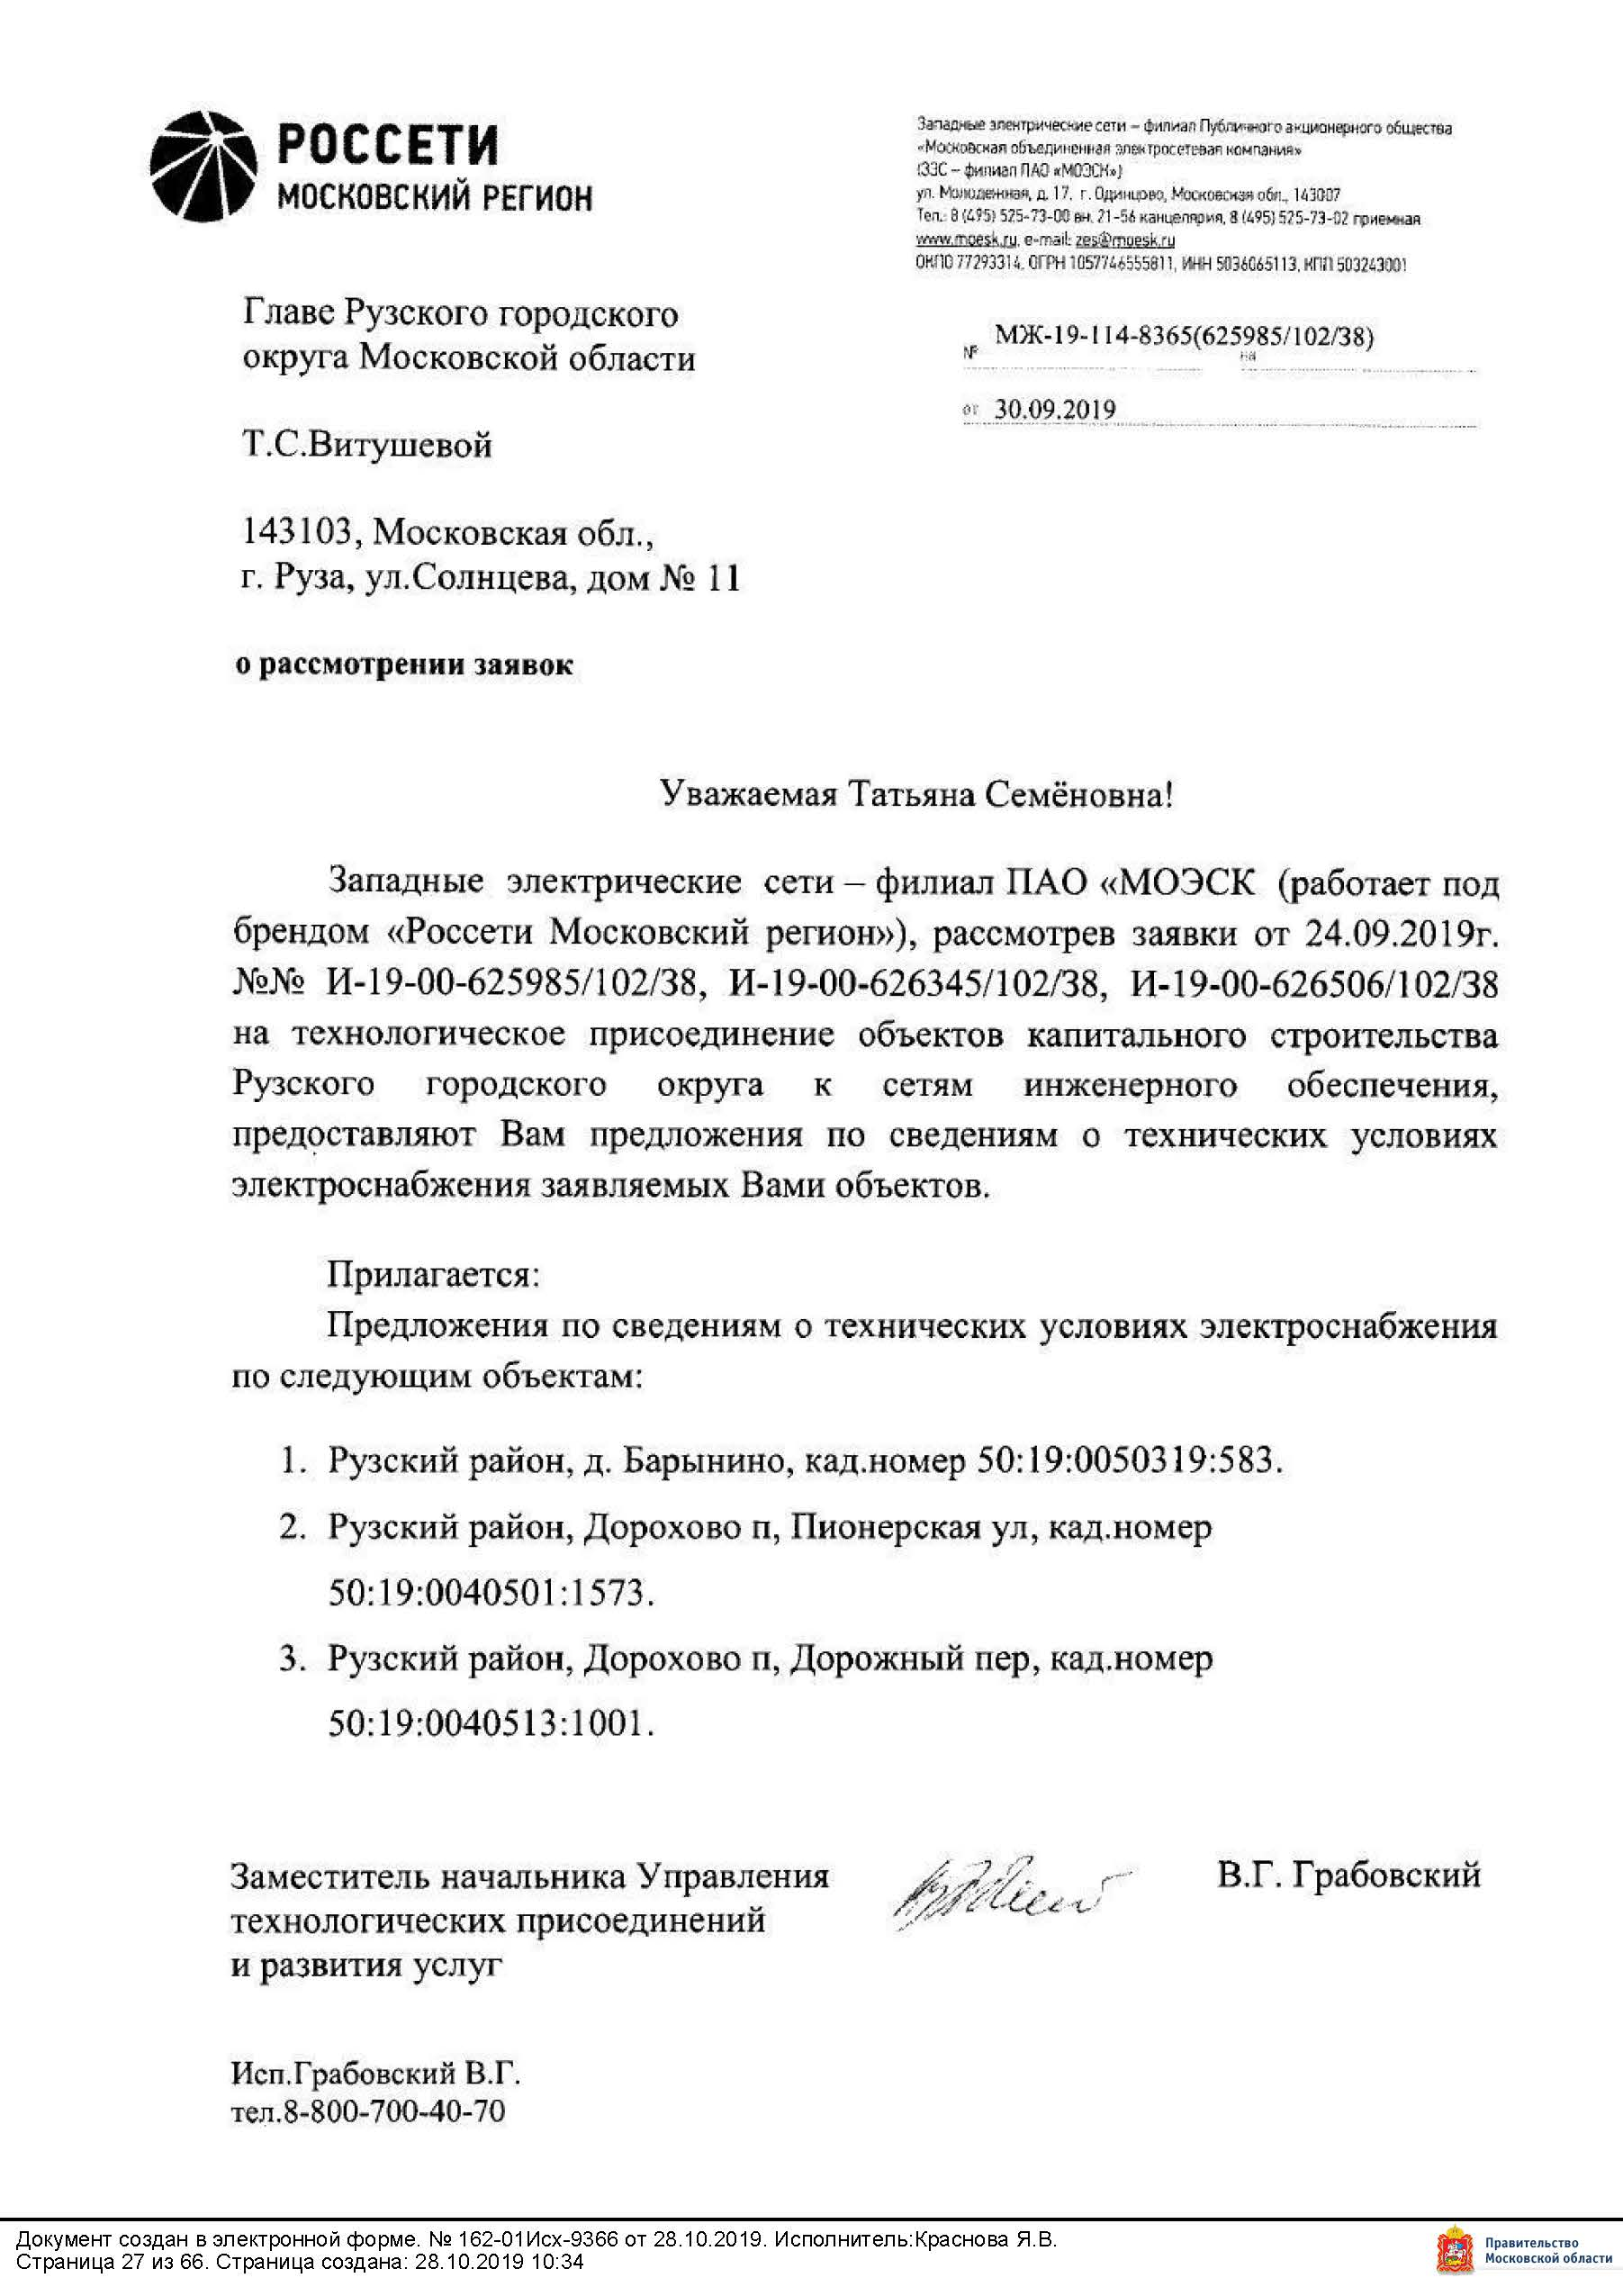 РОССЕТИ
МОСКОВСКИЙ РЕГИОН
Западные электрические сети – филиал Публичного акционерного общества
«Московская объединенная электросетевая компания»
(ЗЭС – филиал ПАО «МОЭСК»)
ул. Молодежная, д. 17, г. Одинцово, Московская обл., 143007
Тел.: 8 (495) 525-73-00 вн. 21-56 канцелярия, 8 (495) 525-73-02 приемная
www.moesk.ru, e-mail: zes@moesk.ru
ОКПО 77293314, ОГРН 1057746555811, ИНН 5036065113, КПП 503243001
Главе Рузского городского
округа Московской области
№ МЖ-19-114-8365(625985/102/38)
на
от 30.09.2019
Т.С.Витушевой
143103, Московская обл.,
г. Руза, ул.Солнцева, дом № 11
о рассмотрении заявок
Уважаемая Татьяна Семёновна!
Западные электрические сети – филиал ПАО «МОЭСК (работает под
брендом «Россети Московский регион»), рассмотрев заявки от 24.09.2019г.
№№ И-19-00-625985/102/38, И-19-00-626345/102/38, И-19-00-626506/102/38
на технологическое присоединение объектов капитального строительства
Рузского городского округа к сетям инженерного обеспечения,
предоставляют Вам предложения по сведениям о технических условиях
электроснабжения заявляемых Вами объектов.
Прилагается:
Предложения по сведениям о технических условиях электроснабжения
по следующим объектам:
1. Рузский район, д. Барынино, кад.номер 50:19:0050319:583.
2. Рузский район, Дорохово п, Пионерская ул, кад.номер
50:19:0040501:1573.
3. Рузский район, Дорохово п, Дорожный пер, кад.номер
50:19:0040513:1001.
Заместитель начальника Управления
технологических присоединений
и развития услуг
В.Г. Грабовский
Исп.Грабовский В.Г.
тел.8-800-700-40-70
Документ создан в электронной форме. № 162-01Исх-9366 от 28.10.2019. Исполнитель:Краснова Я.В.
Страница 27 из 66. Страница создана: 28.10.2019 10:34
Правительство
Московской области